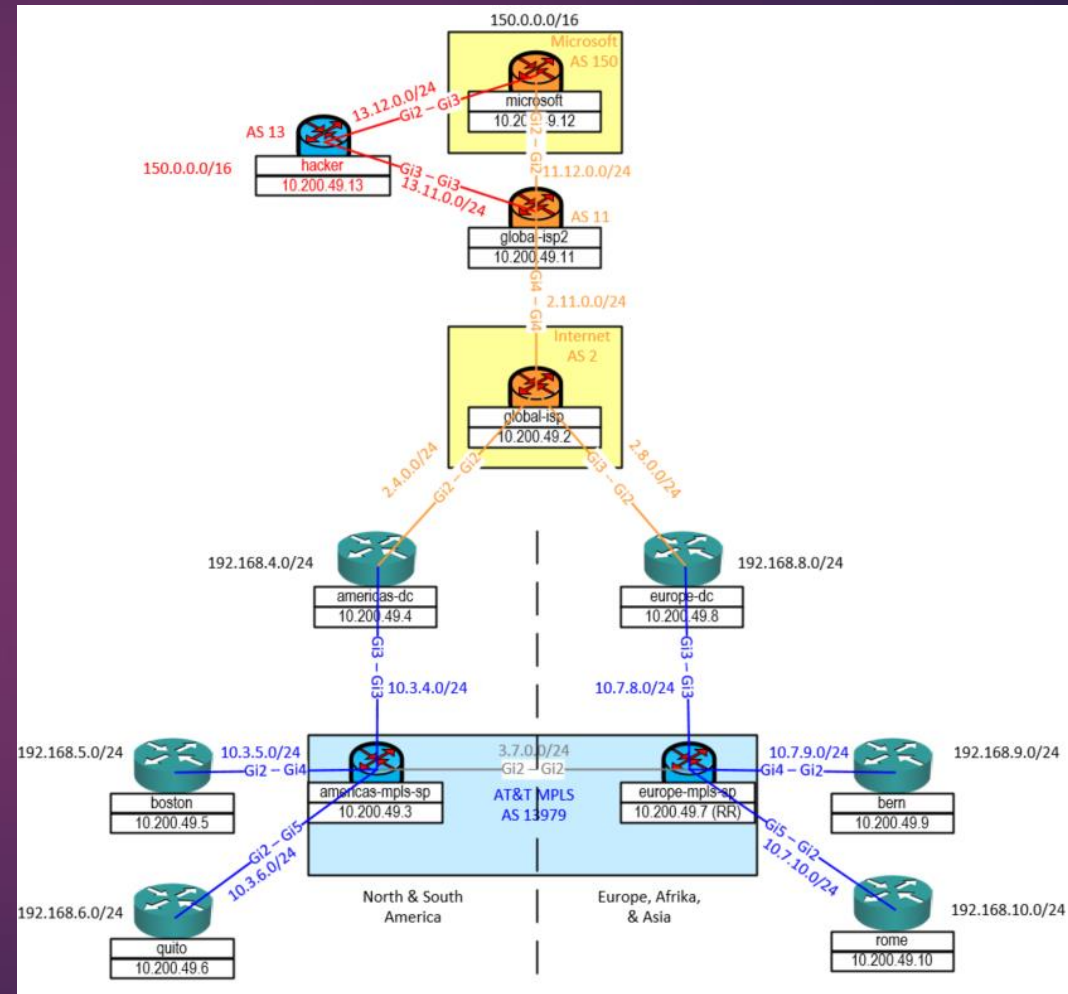 150.0.0.0/16
Microsoft
AS 150
microsoft
10.200.49.12
13.12.0.0/24
Gi2 – Gi3
AS 13
150.0.0.0/16
hacker
10.200.49.13
Gi3 – Gi3
13.11.0.0/24
Gi2 – Gi2
11.12.0.0/24
AS 11
global-isp2
10.200.49.11
Gi4 – Gi4
2.11.0.0/24
Internet
AS 2
global-isp
10.200.49.2
2.4.0.0/24
Gi2 – Gi2
2.8.0.0/24
Gi3 – Gi2
192.168.4.0/24
americas-dc
10.200.49.4
192.168.8.0/24
europe-dc
10.200.49.8
Gi3 – Gi3
10.3.4.0/24
Gi3 – Gi3
10.7.8.0/24
192.168.5.0/24
10.3.5.0/24
Gi2 – Gi4
boston
10.200.49.5
3.7.0.0/24
Gi2 – Gi2
americas-mpls-sp
10.200.49.3
AT&T MPLS
AS 13979
europe-mpls-sp
10.200.49.7 (RR)
10.7.9.0/24
Gi4 – Gi2
192.168.9.0/24
bern
10.200.49.9
Gi2 – Gi5
10.3.6.0/24
Gi5 – Gi2
10.7.10.0/24
192.168.6.0/24
quito
10.200.49.6
North & South
America
Europe, Afrika,
& Asia
192.168.10.0/24
rome
10.200.49.10